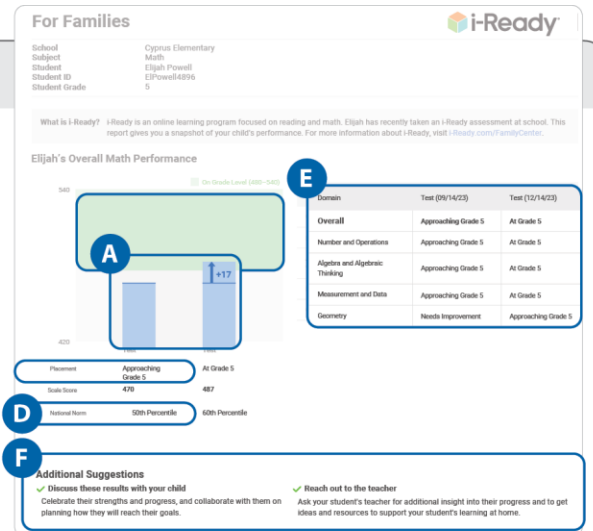 For Families
i-Ready
School Cyprus Elementary
Subject Math
Student Elijah Powell
Student ID ElPowell4896
Student Grade 5
What is i-Ready? i-Ready is an online learning program focused on reading and math. Elijah has recently taken an i-Ready assessment at school. This
report gives you a snapshot of your child's performance. For more information about i-Ready, visit i-Ready.com/FamilyCenter.
Elijah's Overall Math Performance
On Grade Level (480–540)
540
A
+17
420
Test Test
Placement Approaching Grade 5 At Grade 5
Scale Score 470 487
D
National Norm 50th Percentile 60th Percentile
E
Domain Test (09/14/23) Test (12/14/23)
Overall Approaching Grade 5 At Grade 5
Number and Operations Approaching Grade 5 At Grade 5
Algebra and Algebraic Thinking Approaching Grade 5 At Grade 5
Measurement and Data Approaching Grade 5 At Grade 5
Geometry Needs Improvement Approaching Grade 5
F
Additional Suggestions
Discuss these results with your child
Celebrate their strengths and progress, and collaborate with them on
planning how they will reach their goals.
Reach out to the teacher
Ask your student's teacher for additional insight into their progress and to get
ideas and resources to support your student's learning at home.